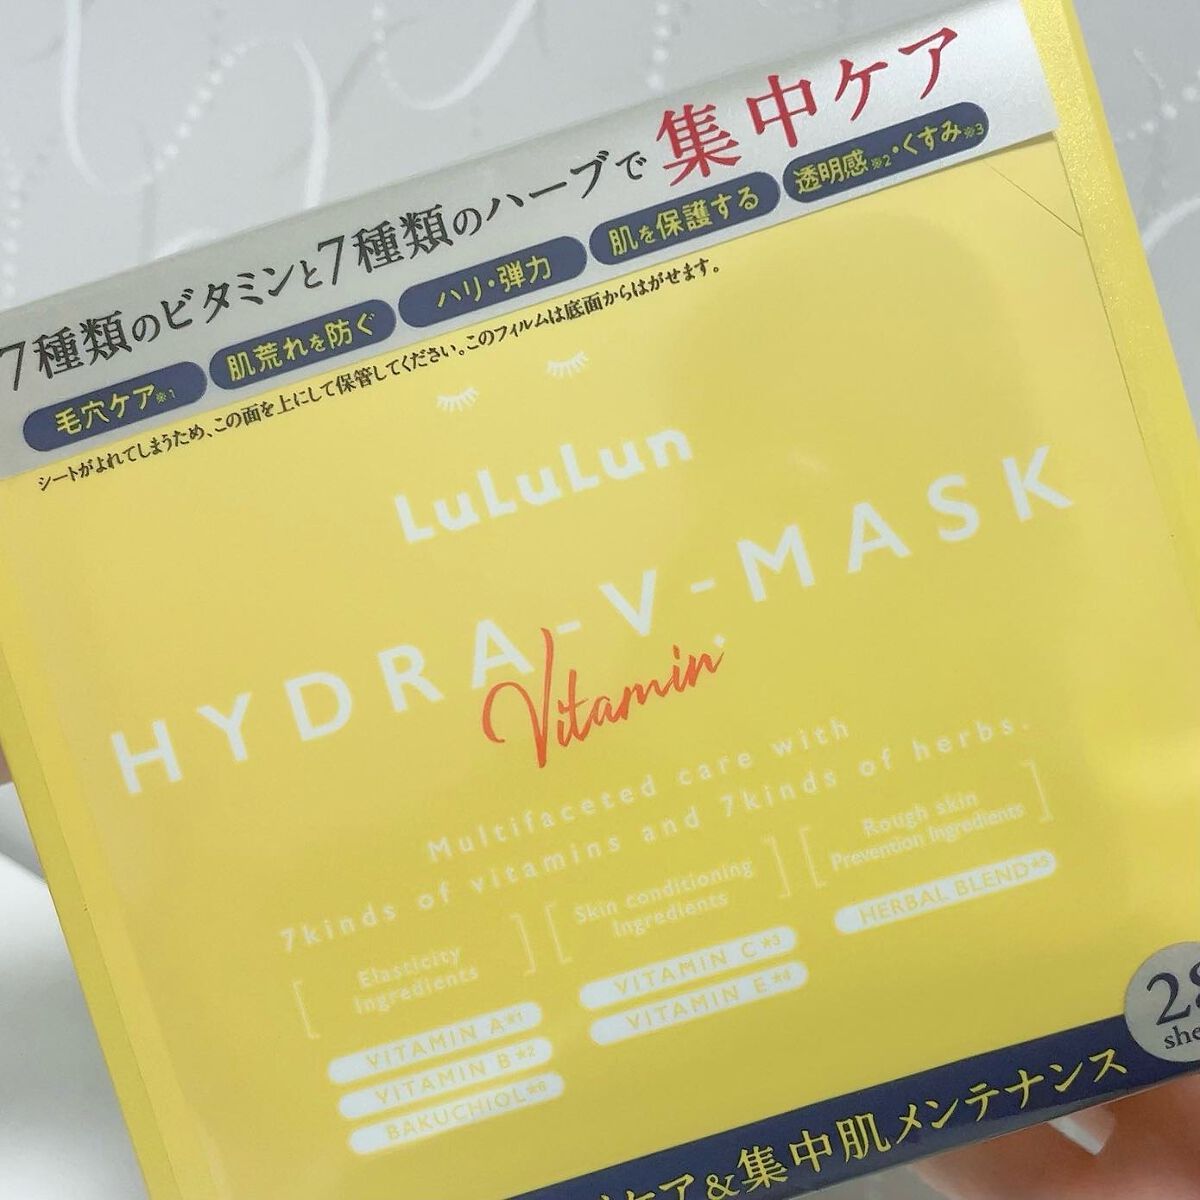 7種類のビタミンと7種類のハーブで集中ケア
毛穴ケア※1
肌荒れを防ぐ
ハリ・弾力
肌を保護する
透明感※2・くすみ※3
シートがよれてしまうため、この面を上にして保管してください。このフィルムは底面からはがせます。
LuLuLun
HYDRA-V-MASK
Vitamin
Multifaceted care with
7kinds of vitamins and 7kinds of herbs.
Elasticity
Ingredients
VITAMIN A★1
VITAMIN B★2
BAKUCHIOL★6
Skin conditioning
Ingredients
VITAMIN C★3
VITAMIN E★4
Rough skin
Prevention Ingredients
HERBAL BLEND★5
ケア&集中肌メンテナンス